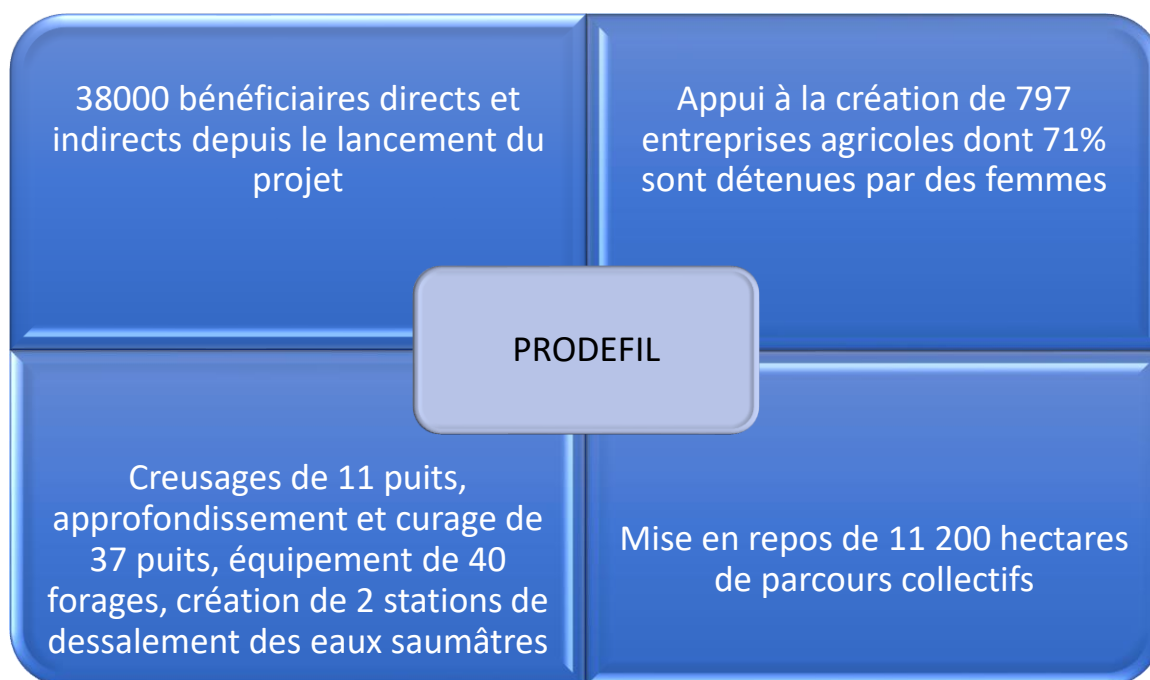 38000 bénéficiaires directs et
indirects depuis le lancement du
projet
Appui à la création de 797
entreprises agricoles dont 71%
sont détenues par des femmes
PRODEFIL
Creusages de 11 puits,
approfondissement et curage de
37 puits, équipement de 40
forages, création de 2 stations de
dessalement des eaux saumâtres
Mise en repos de 11 200 hectares
de parcours collectifs